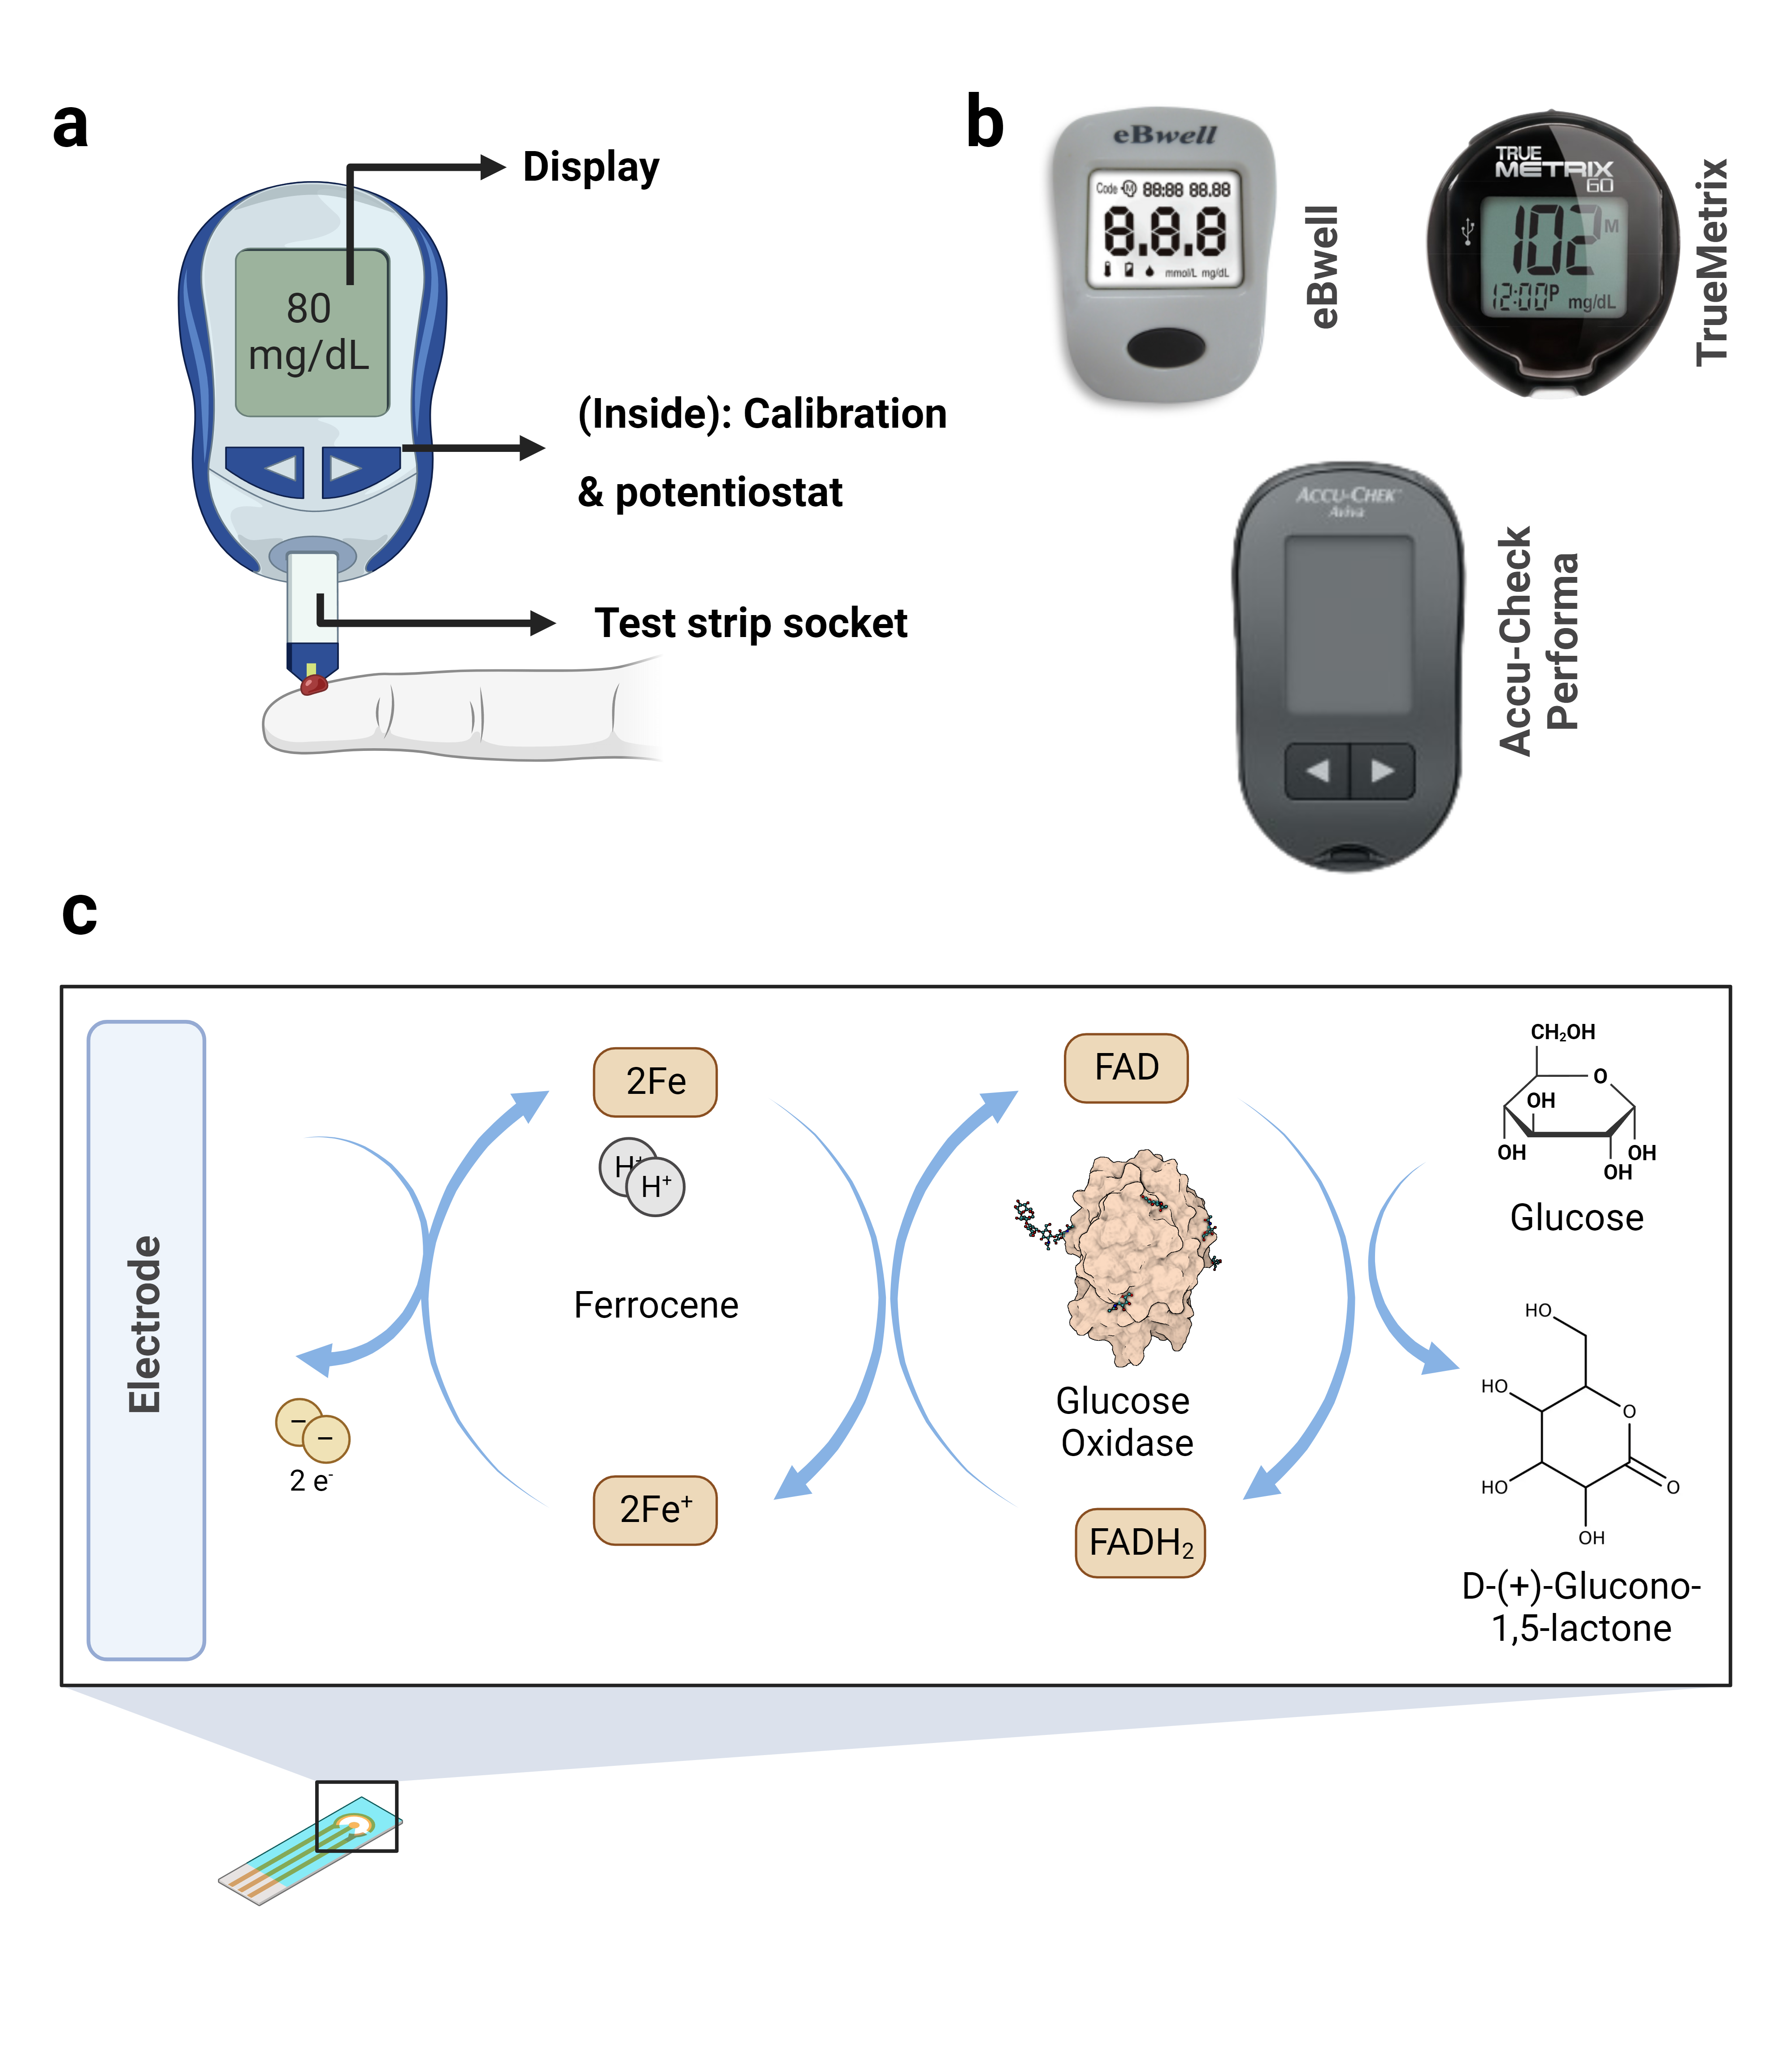 a
Display
80
mg/dL
(Inside): Calibration
& potentiostat
Test strip socket
b
eBwell
Code M 88:88 88.88
8.8.8
mmol/L mg/dL
eBwell
TRUE
METRIX
GO
102 M
12:00P mg/dL
TrueMetrix
ACCU-CHEK
Aviva
Accu-Check
Performa
c
Electrode
2 e⁻
2Fe
H⁺
H⁺
Ferrocene
2Fe⁺
FAD
Glucose
Oxidase
FADH₂
CH₂OH
O
OH
OH
OH
OH
Glucose
HO
HO
O
HO
O
OH
D-(+)-Glucono-
1,5-lactone